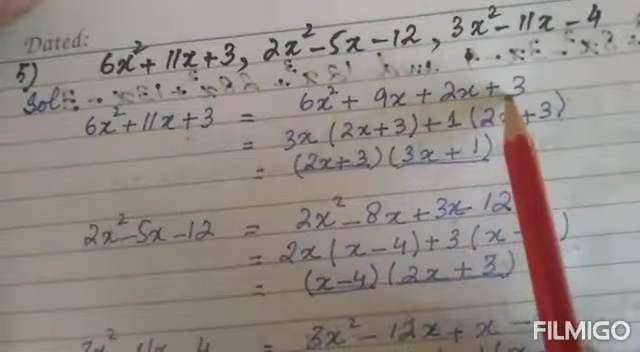 Dated:
5) 6x² + 11x + 3, 2x² - 5x - 12, 3x² - 11x - 4
Sol:
6x² + 11x + 3 = 6x² + 9x + 2x + 3
= 3x (2x + 3) + 1 (2x + 3)
= (2x + 3) (3x + 1)
2x² - 5x - 12 = 2x² - 8x + 3x - 12
= 2x (x - 4) + 3 (x - )
= (x - 4) (2x + 3)
= 3x² - 12x + x -
FILMIGO